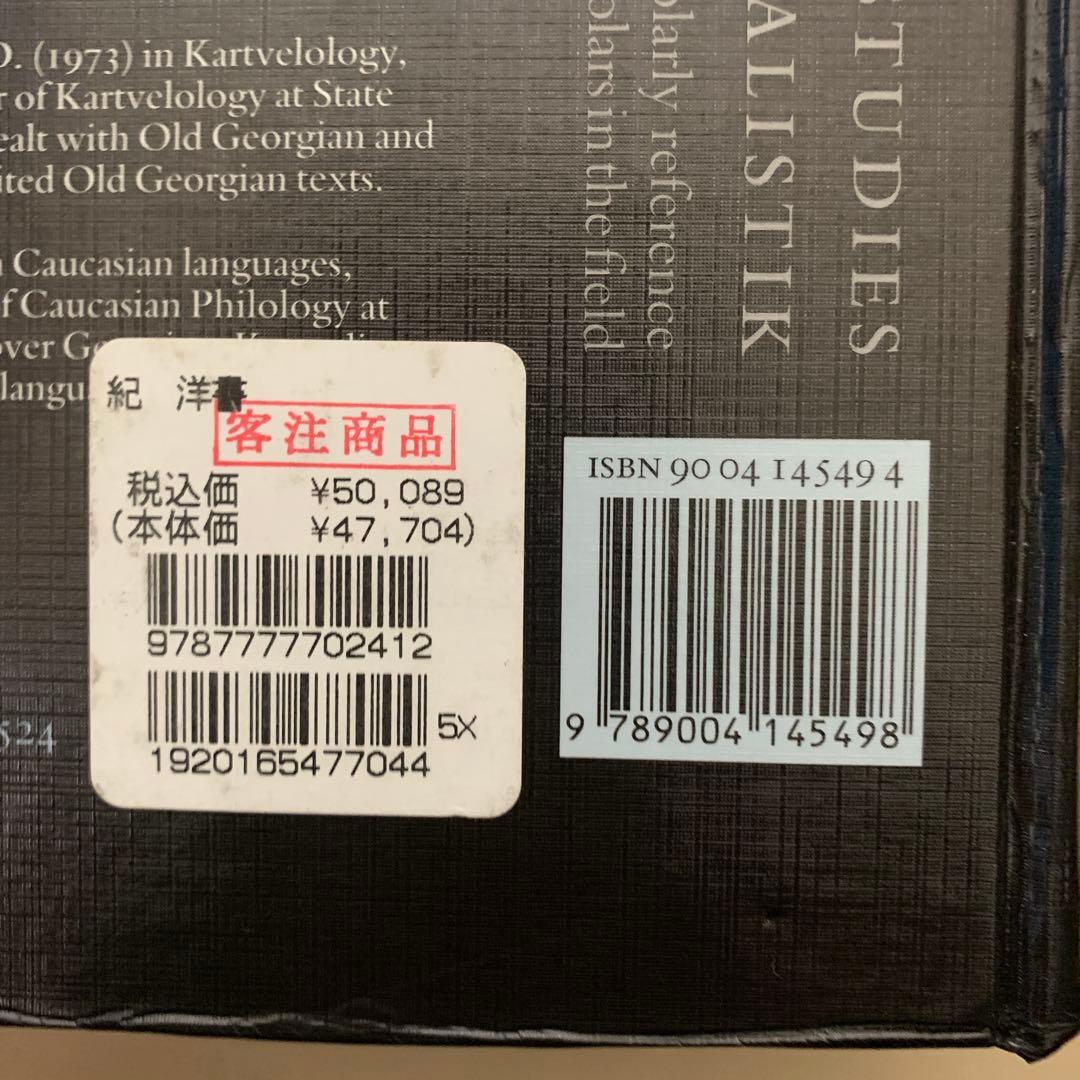 D. (1973) in Kartvelology,
r of Kartvelology at State
ealt with Old Georgian and
ited Old Georgian texts.
Caucasian languages,
f Caucasian Philology at
over
langu
524
STUDIES
ALISTIK
olarly reference
olars in the field
紀 洋書
客注商品
税込価 ¥50,089
(本体価 ¥47,704)
9787777702412
1920165477044
5X
ISBN 90 04 14549 4
9 789004 145498